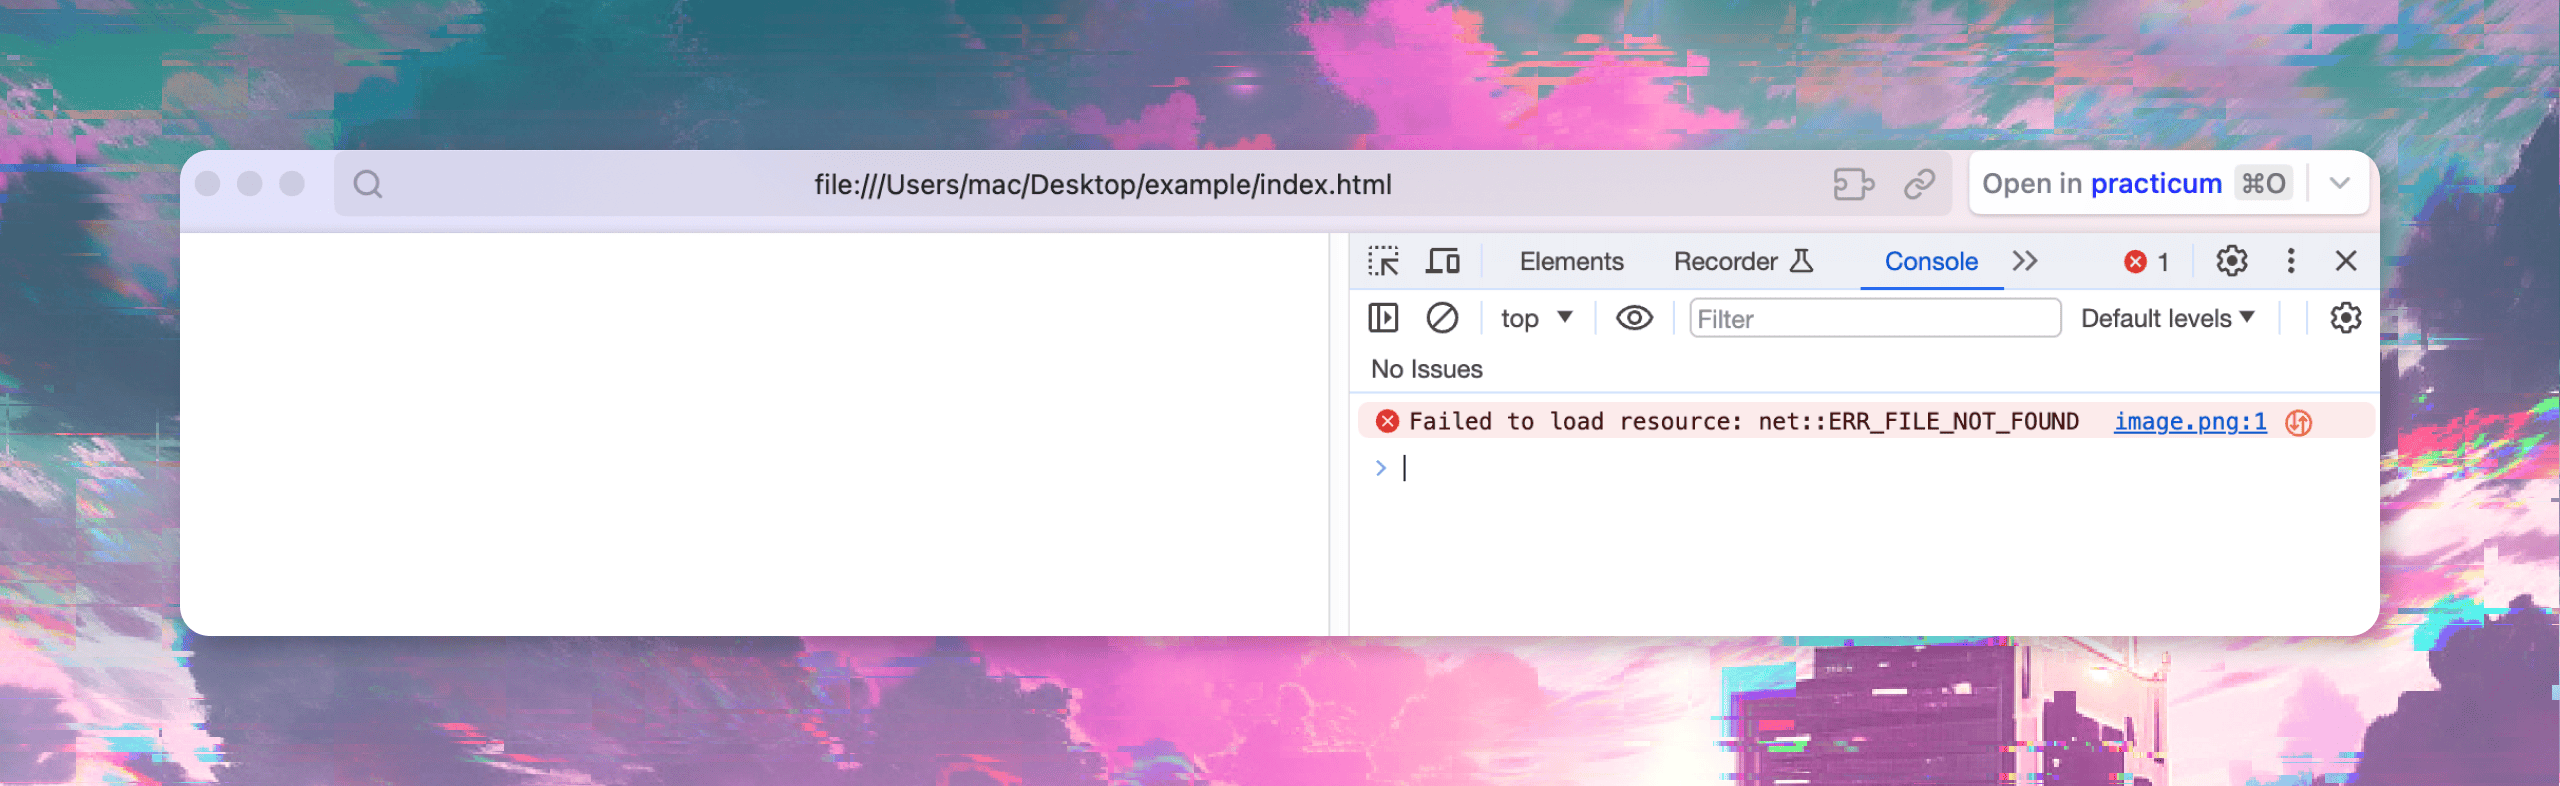 file:///Users/mac/Desktop/example/index.html
Open in practicum ⌘O
Elements Recorder Console 1
top Filter Default levels
No Issues
Failed to load resource: net::ERR_FILE_NOT_FOUND image.png:1